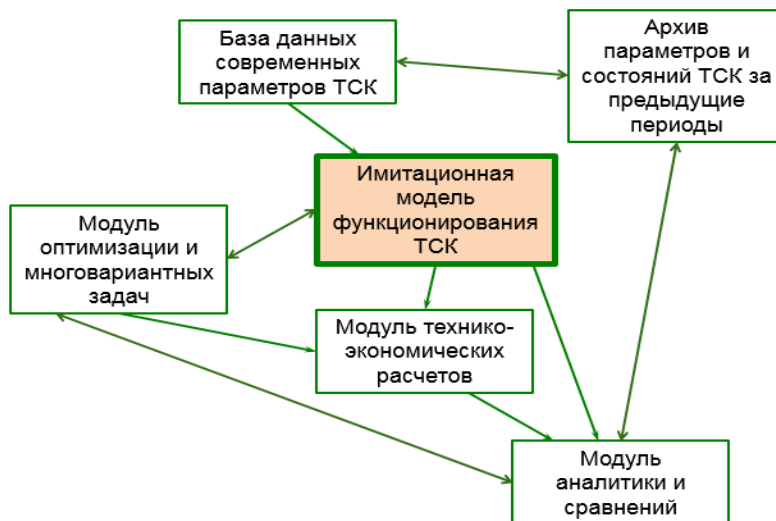 База данных
современных
параметров ТСК
Архив
параметров и
состояний ТСК за
предыдущие
периоды
Имитационная
модель
функционирования
ТСК
Модуль
оптимизации и
многовариантных
задач
Модуль технико-
экономических
расчетов
Модуль
аналитики и
сравнений